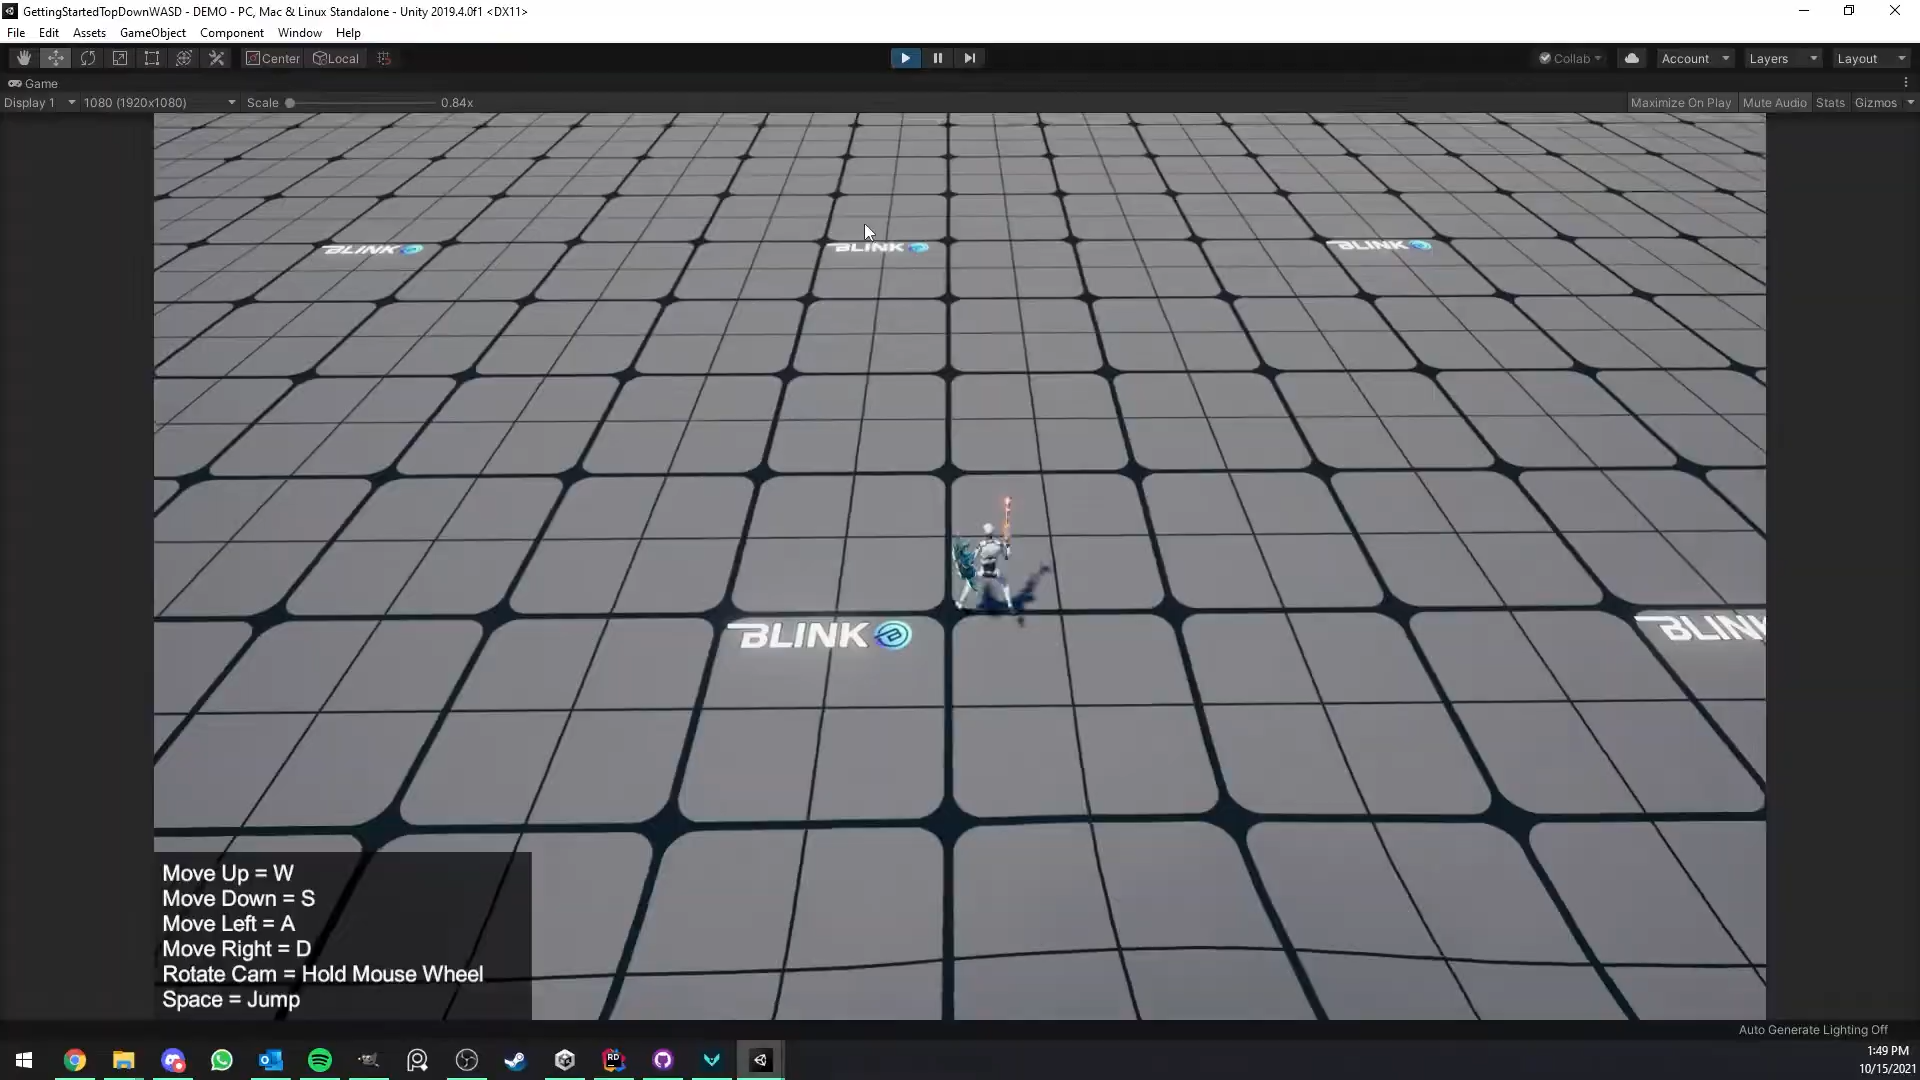 GettingStartedTopDownWASD - DEMO - PC, Mac & Linux Standalone - Unity 2019.4.0f1 <DX11>
File Edit Assets GameObject Component Window Help
Center Local Collab Account Layers Layout
Game
Display 1 1080 (1920x1080) Scale 0.84x Maximize On Play Mute Audio Stats Gizmos
BLINK BLINK BLINK
BLINK BLINK
Move Up = W
Move Down = S
Move Left = A
Move Right = D
Rotate Cam = Hold Mouse Wheel
Space = Jump
Auto Generate Lighting Off
RD
1:49 PM
10/15/2021